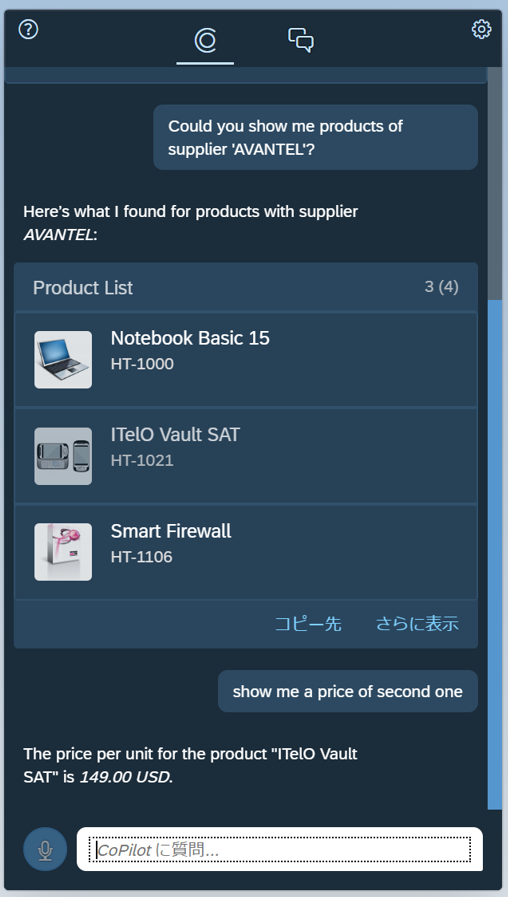 Could you show me products of
supplier 'AVANTEL'?
Here's what I found for products with supplier
AVANTEL:
Product List 3 (4)
Notebook Basic 15
HT-1000
ITelO Vault SAT
HT-1021
Smart Firewall
HT-1106
コピー先 さらに表示
show me a price of second one
The price per unit for the product "ITelO Vault
SAT" is 149.00 USD.
CoPilot に質問...